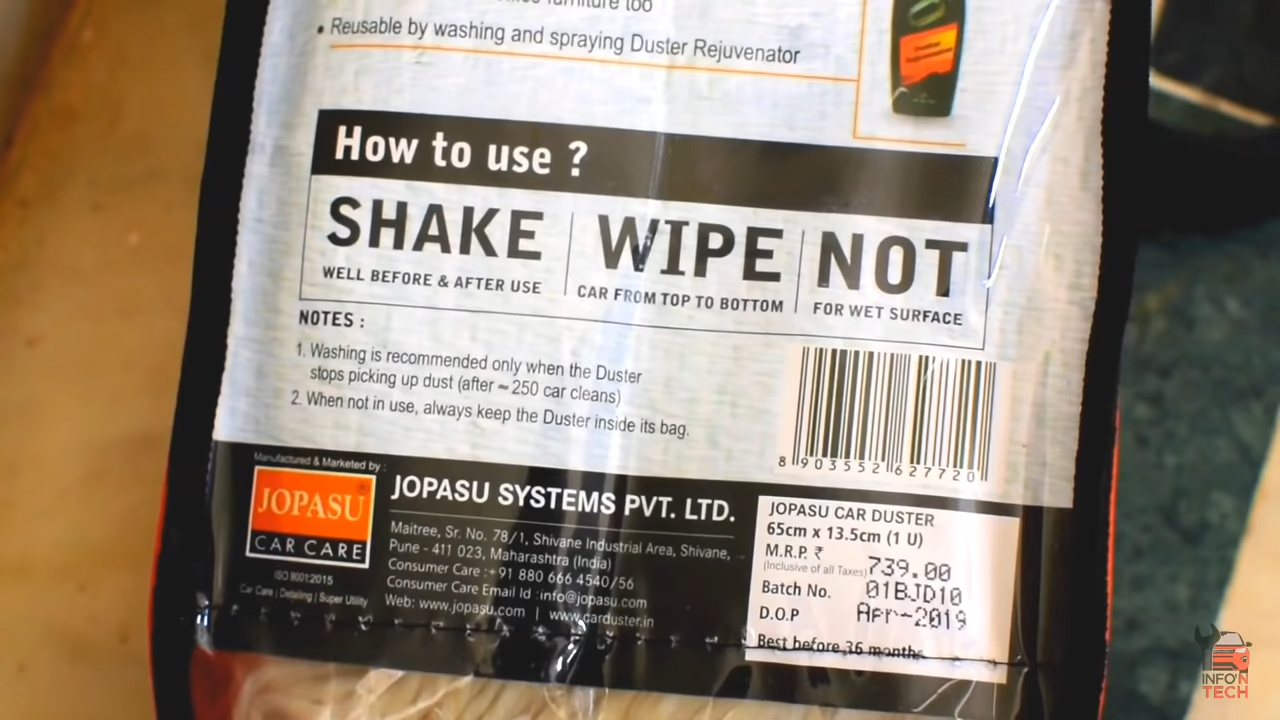 furniture too
• Reusable by washing and spraying Duster Rejuvenator
How to use ?
SHAKE
WELL BEFORE & AFTER USE
WIPE
CAR FROM TOP TO BOTTOM
NOT
FOR WET SURFACE
NOTES :
1. Washing is recommended only when the Duster
stops picking up dust (after ~ 250 car cleans)
2. When not in use, always keep the Duster inside its bag.
8 903552 627720
Manufactured & Marketed by :
JOPASU®
CAR CARE
ISO 9001:2015
Car Care | Detailing | Super Utility
JOPASU SYSTEMS PVT. LTD.
Maitree, Sr. No. 78/1, Shivane Industrial Area, Shivane,
Pune - 411 023, Maharashtra (India)
Consumer Care :+91 880 666 4540/56
Consumer Care Email Id :info@jopasu.com
Web: www.jopasu.com | www.carduster.in
JOPASU CAR DUSTER
65cm x 13.5cm (1 U)
M.R.P. ₹ 739.00
(Inclusive of all Taxes)
Batch No. 01BJD10
D.O.P Apr-2019
Best before 36 months
INFO'N
TECH